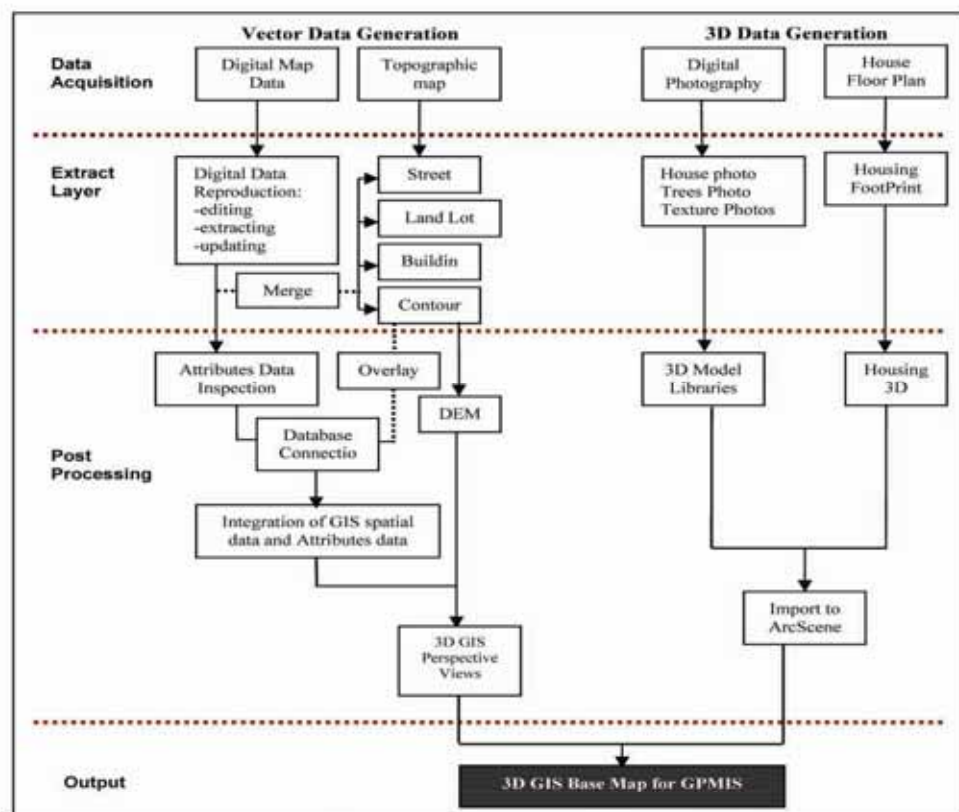 Vector Data Generation
3D Data Generation
Data
Acquisition
Digital Map
Data
Topographic
map
Digital
Photography
House
Floor Plan
Extract
Layer
Digital Data
Reproduction:
-editing
-extracting
-updating
Street
Land Lot
Buildin
Contour
Merge
House photo
Trees Photo
Texture Photos
Housing
FootPrint
Post
Processing
Attributes Data
Inspection
Overlay
DEM
Database
Connectio
Integration of GIS spatial
data and Attributes data
3D GIS
Perspective
Views
3D Model
Libraries
Housing
3D
Import to
ArcScene
Output
3D GIS Base Map for GPMIS